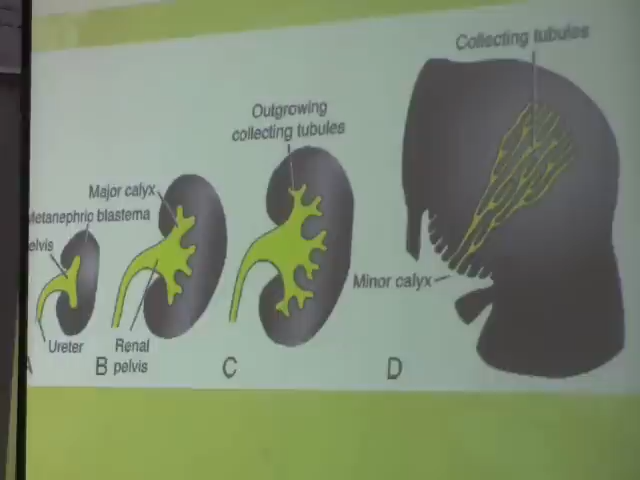 Collecting tubules
Outgrowing
collecting tubules
Major calyx
Metanephric blastema
elvis
Minor calyx
Ureter
Renal
pelvis
A
B
C
D